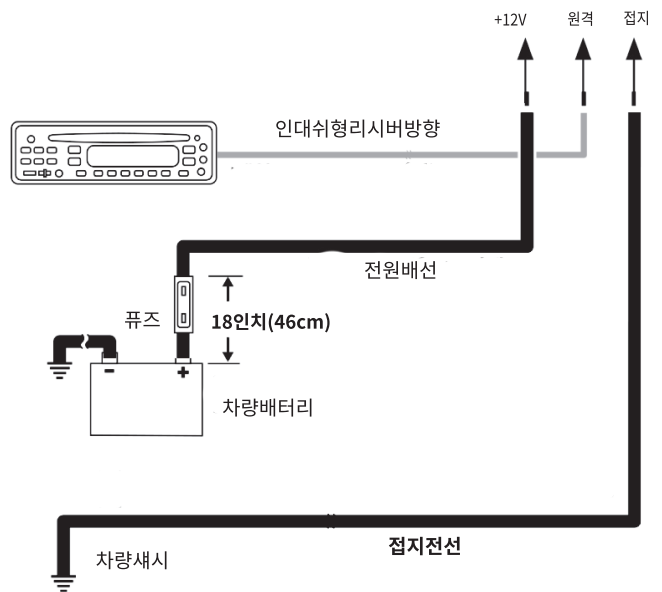 +12V 원격 접지
인대쉬형리시버방향
전원배선
퓨즈
18인치(46cm)
차량배터리
접지전선
차량섀시